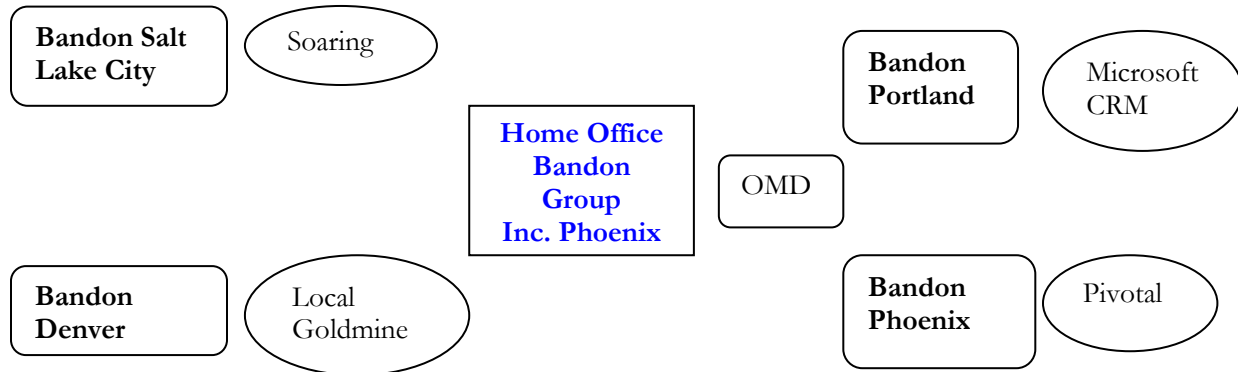 Bandon Salt
Lake City
Soaring
Bandon
Portland
Microsoft
CRM
Home Office
Bandon
Group
Inc. Phoenix
OMD
Bandon
Denver
Local
Goldmine
Bandon
Phoenix
Pivotal